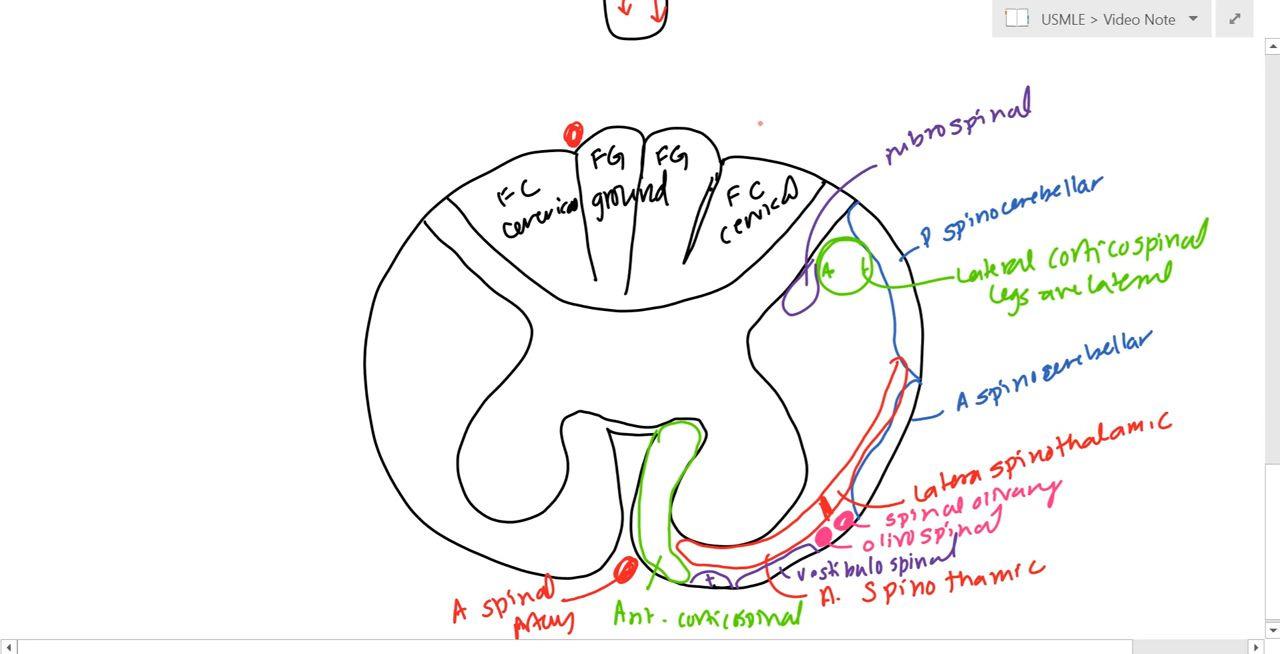 USMLE > Video Note
rubrospinal
FG FG
FC FC
cervical ground cervical
P spinocerebellar
Lateral corticospinal
legs are lateral
A L
A spinocerebellar
Latera spinothalamic
spinal olivary
olivospinal
vestibulo spinal
t
A. Spino thamic
A spinal
Artery
Ant. corticospinal